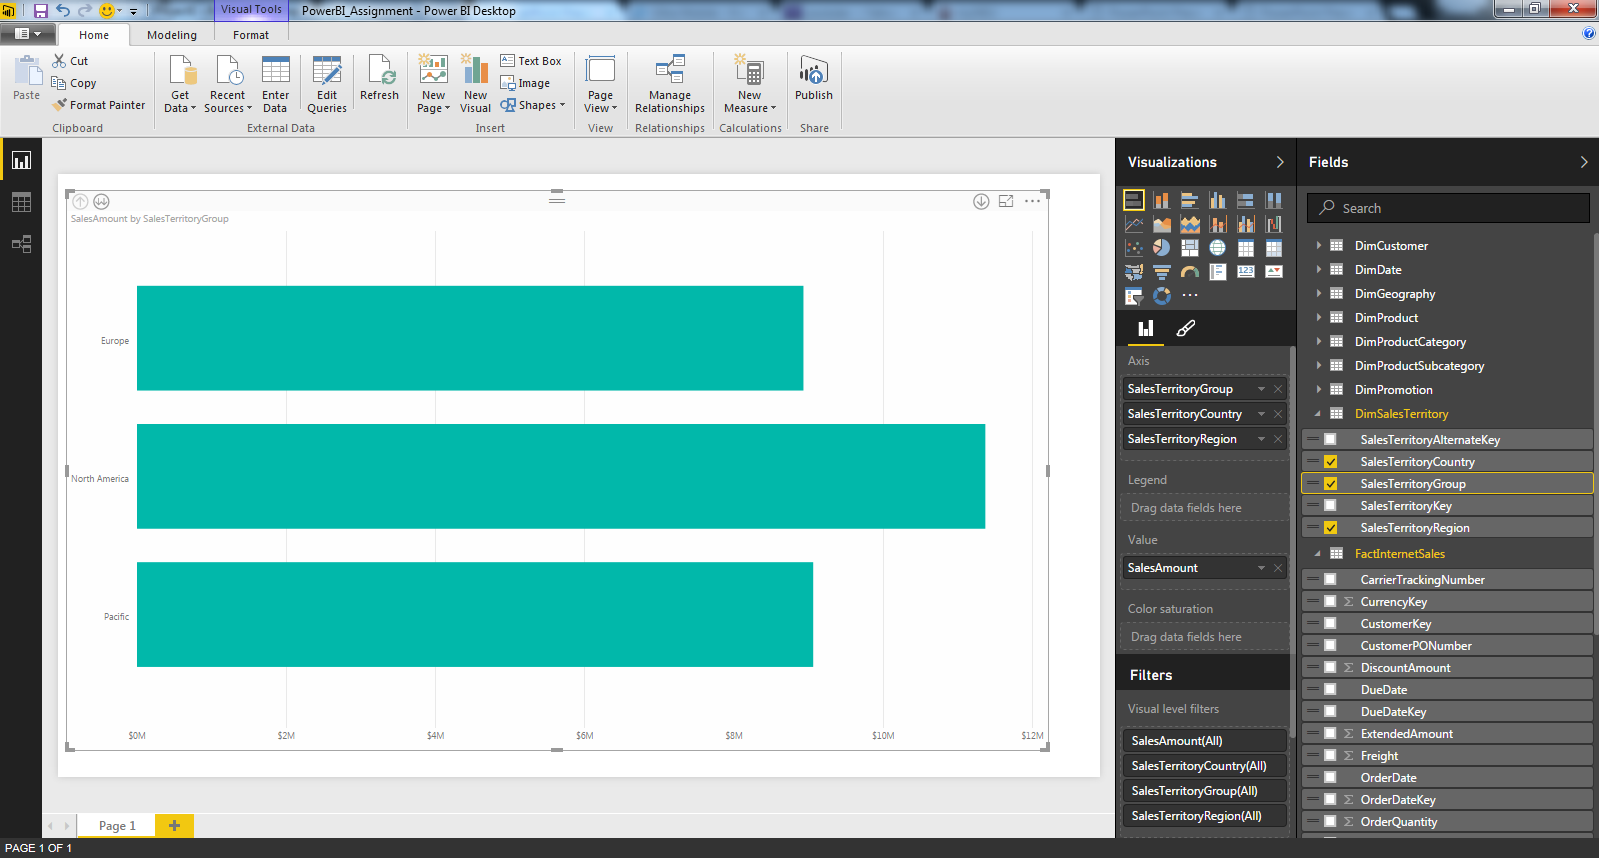 Visual Tools
PowerBI_Assignment - Power BI Desktop
Home
Modeling
Format
Paste
Cut
Copy
Format Painter
Clipboard
Get Data
Recent Sources
Enter Data
Edit Queries
Refresh
External Data
New Page
New Visual
Text Box
Image
Shapes
Insert
Page View
View
Manage Relationships
Relationships
New Measure
Calculations
Publish
Share
SalesAmount by SalesTerritoryGroup
Europe
North America
Pacific
$0M
$2M
$4M
$6M
$8M
$10M
$12M
Visualizations
123
Axis
SalesTerritoryGroup
SalesTerritoryCountry
SalesTerritoryRegion
Legend
Drag data fields here
Value
SalesAmount
Color saturation
Drag data fields here
Filters
Visual level filters
SalesAmount(All)
SalesTerritoryCountry(All)
SalesTerritoryGroup(All)
SalesTerritoryRegion(All)
Fields
Search
DimCustomer
DimDate
DimGeography
DimProduct
DimProductCategory
DimProductSubcategory
DimPromotion
DimSalesTerritory
SalesTerritoryAlternateKey
SalesTerritoryCountry
SalesTerritoryGroup
SalesTerritoryKey
SalesTerritoryRegion
FactInternetSales
CarrierTrackingNumber
Σ CurrencyKey
CustomerKey
CustomerPONumber
Σ DiscountAmount
DueDate
DueDateKey
Σ ExtendedAmount
Σ Freight
OrderDate
Σ OrderDateKey
Σ OrderQuantity
Page 1
PAGE 1 OF 1